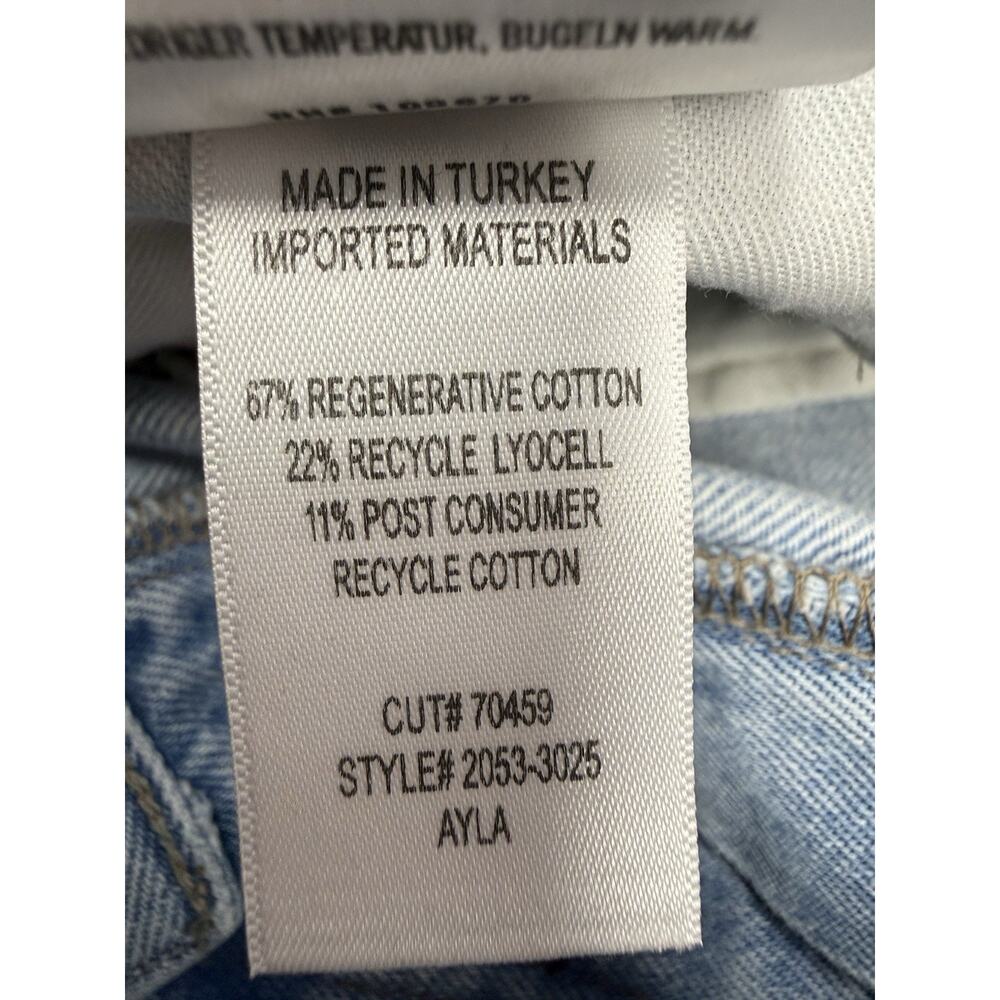 TEMPERATUR, BUGELN WARM.
MADE IN TURKEY
IMPORTED MATERIALS
67% REGENERATIVE COTTON
22% RECYCLE LYOCELL
11% POST CONSUMER
RECYCLE COTTON
CUT# 70459
STYLE# 2053-3025
AYLA